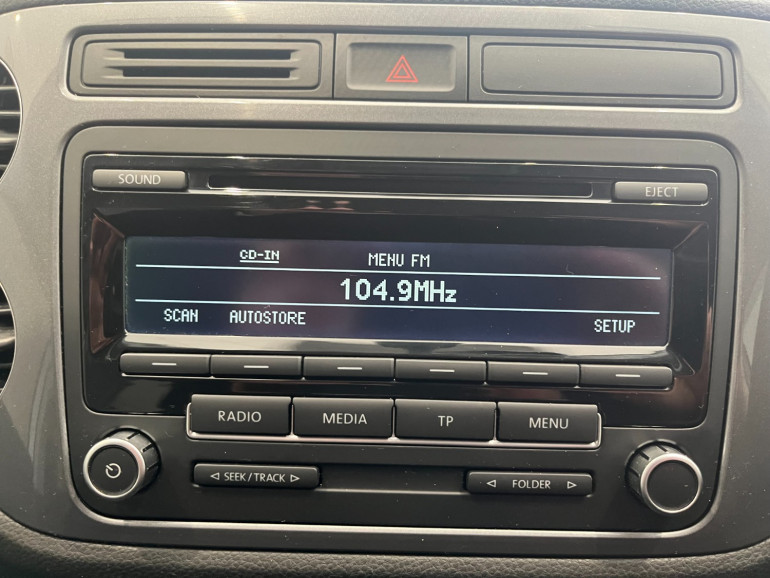 SOUND
EJECT
CD-IN MENU FM
104.9MHz
SCAN AUTOSTORE SETUP
RADIO MEDIA TP MENU
SEEK/TRACK FOLDER